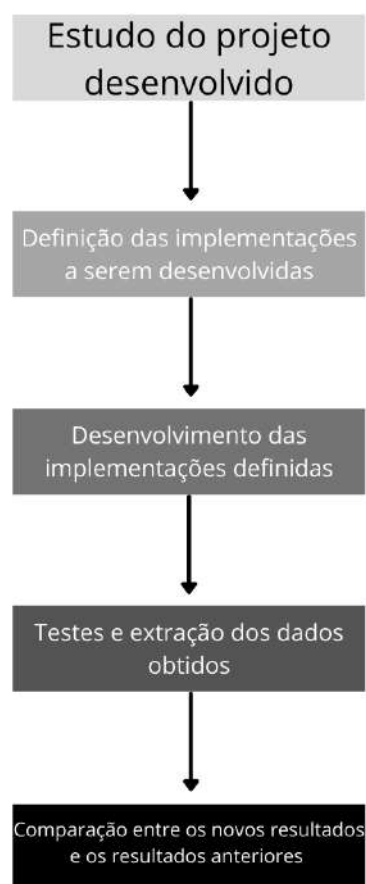 Estudo do projeto
desenvolvido
Definição das implementações
a serem desenvolvidas
Desenvolvimento das
implementações definidas
Testes e extração dos dados
obtidos
Comparação entre os novos resultados
e os resultados anteriores